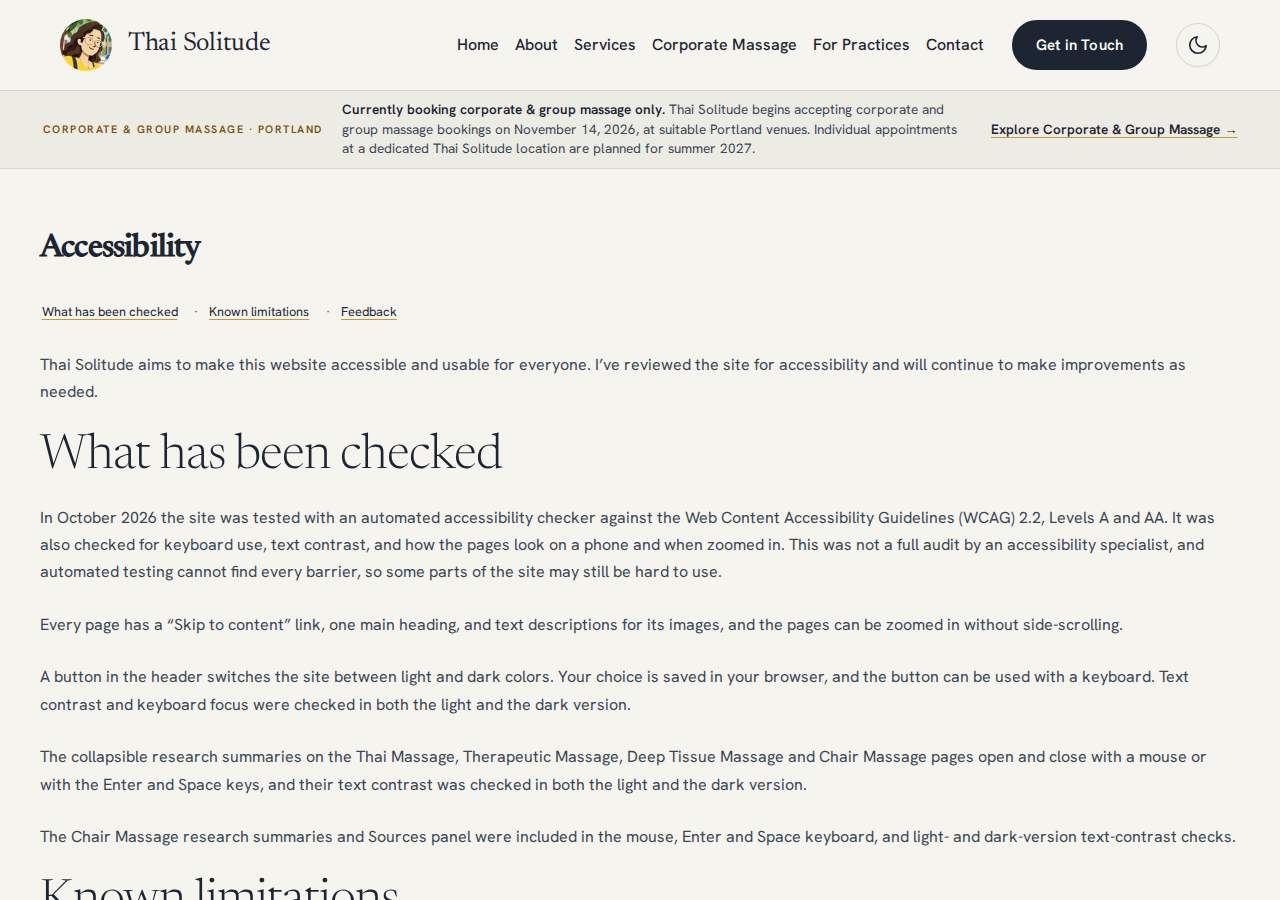 Thai Solitude
Home About Services Corporate Massage For Practices Contact Get in Touch
CORPORATE & GROUP MASSAGE · PORTLAND
Currently booking corporate & group massage only. Thai Solitude begins accepting corporate and
group massage bookings on November 14, 2026, at suitable Portland venues. Individual appointments
at a dedicated Thai Solitude location are planned for summer 2027.
Explore Corporate & Group Massage →
Accessibility
What has been checked · Known limitations · Feedback
Thai Solitude aims to make this website accessible and usable for everyone. I’ve reviewed the site for accessibility and will continue to make improvements as
needed.
What has been checked
In October 2026 the site was tested with an automated accessibility checker against the Web Content Accessibility Guidelines (WCAG) 2.2, Levels A and AA. It was
also checked for keyboard use, text contrast, and how the pages look on a phone and when zoomed in. This was not a full audit by an accessibility specialist, and
automated testing cannot find every barrier, so some parts of the site may still be hard to use.
Every page has a “Skip to content” link, one main heading, and text descriptions for its images, and the pages can be zoomed in without side-scrolling.
A button in the header switches the site between light and dark colors. Your choice is saved in your browser, and the button can be used with a keyboard. Text
contrast and keyboard focus were checked in both the light and the dark version.
The collapsible research summaries on the Thai Massage, Therapeutic Massage, Deep Tissue Massage and Chair Massage pages open and close with a mouse or
with the Enter and Space keys, and their text contrast was checked in both the light and the dark version.
The Chair Massage research summaries and Sources panel were included in the mouse, Enter and Space keyboard, and light- and dark-version text-contrast checks.
Known limitations